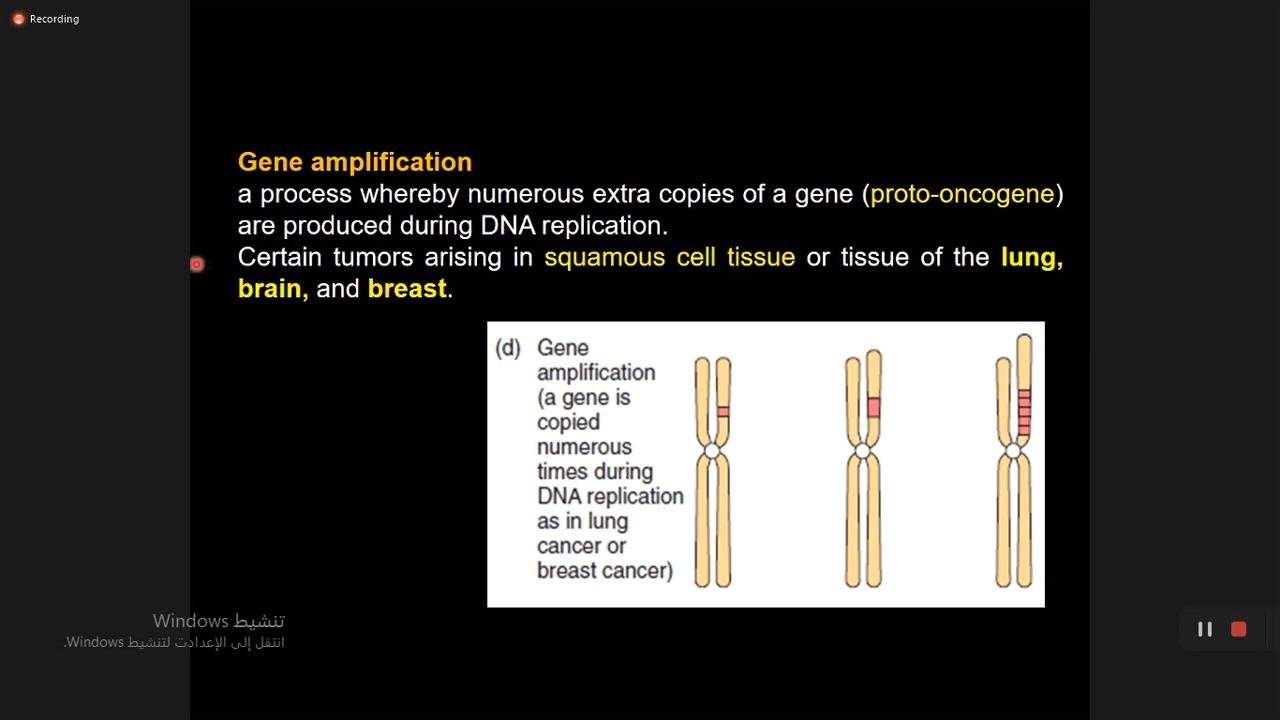 Recording
Gene amplification
a process whereby numerous extra copies of a gene (proto-oncogene)
are produced during DNA replication.
Certain tumors arising in squamous cell tissue or tissue of the lung,
brain, and breast.
(d) Gene
amplification
(a gene is
copied
numerous
times during
DNA replication
as in lung
cancer or
breast cancer)
تنشيط Windows
انتقل إلى الإعدادت لتنشيط Windows.